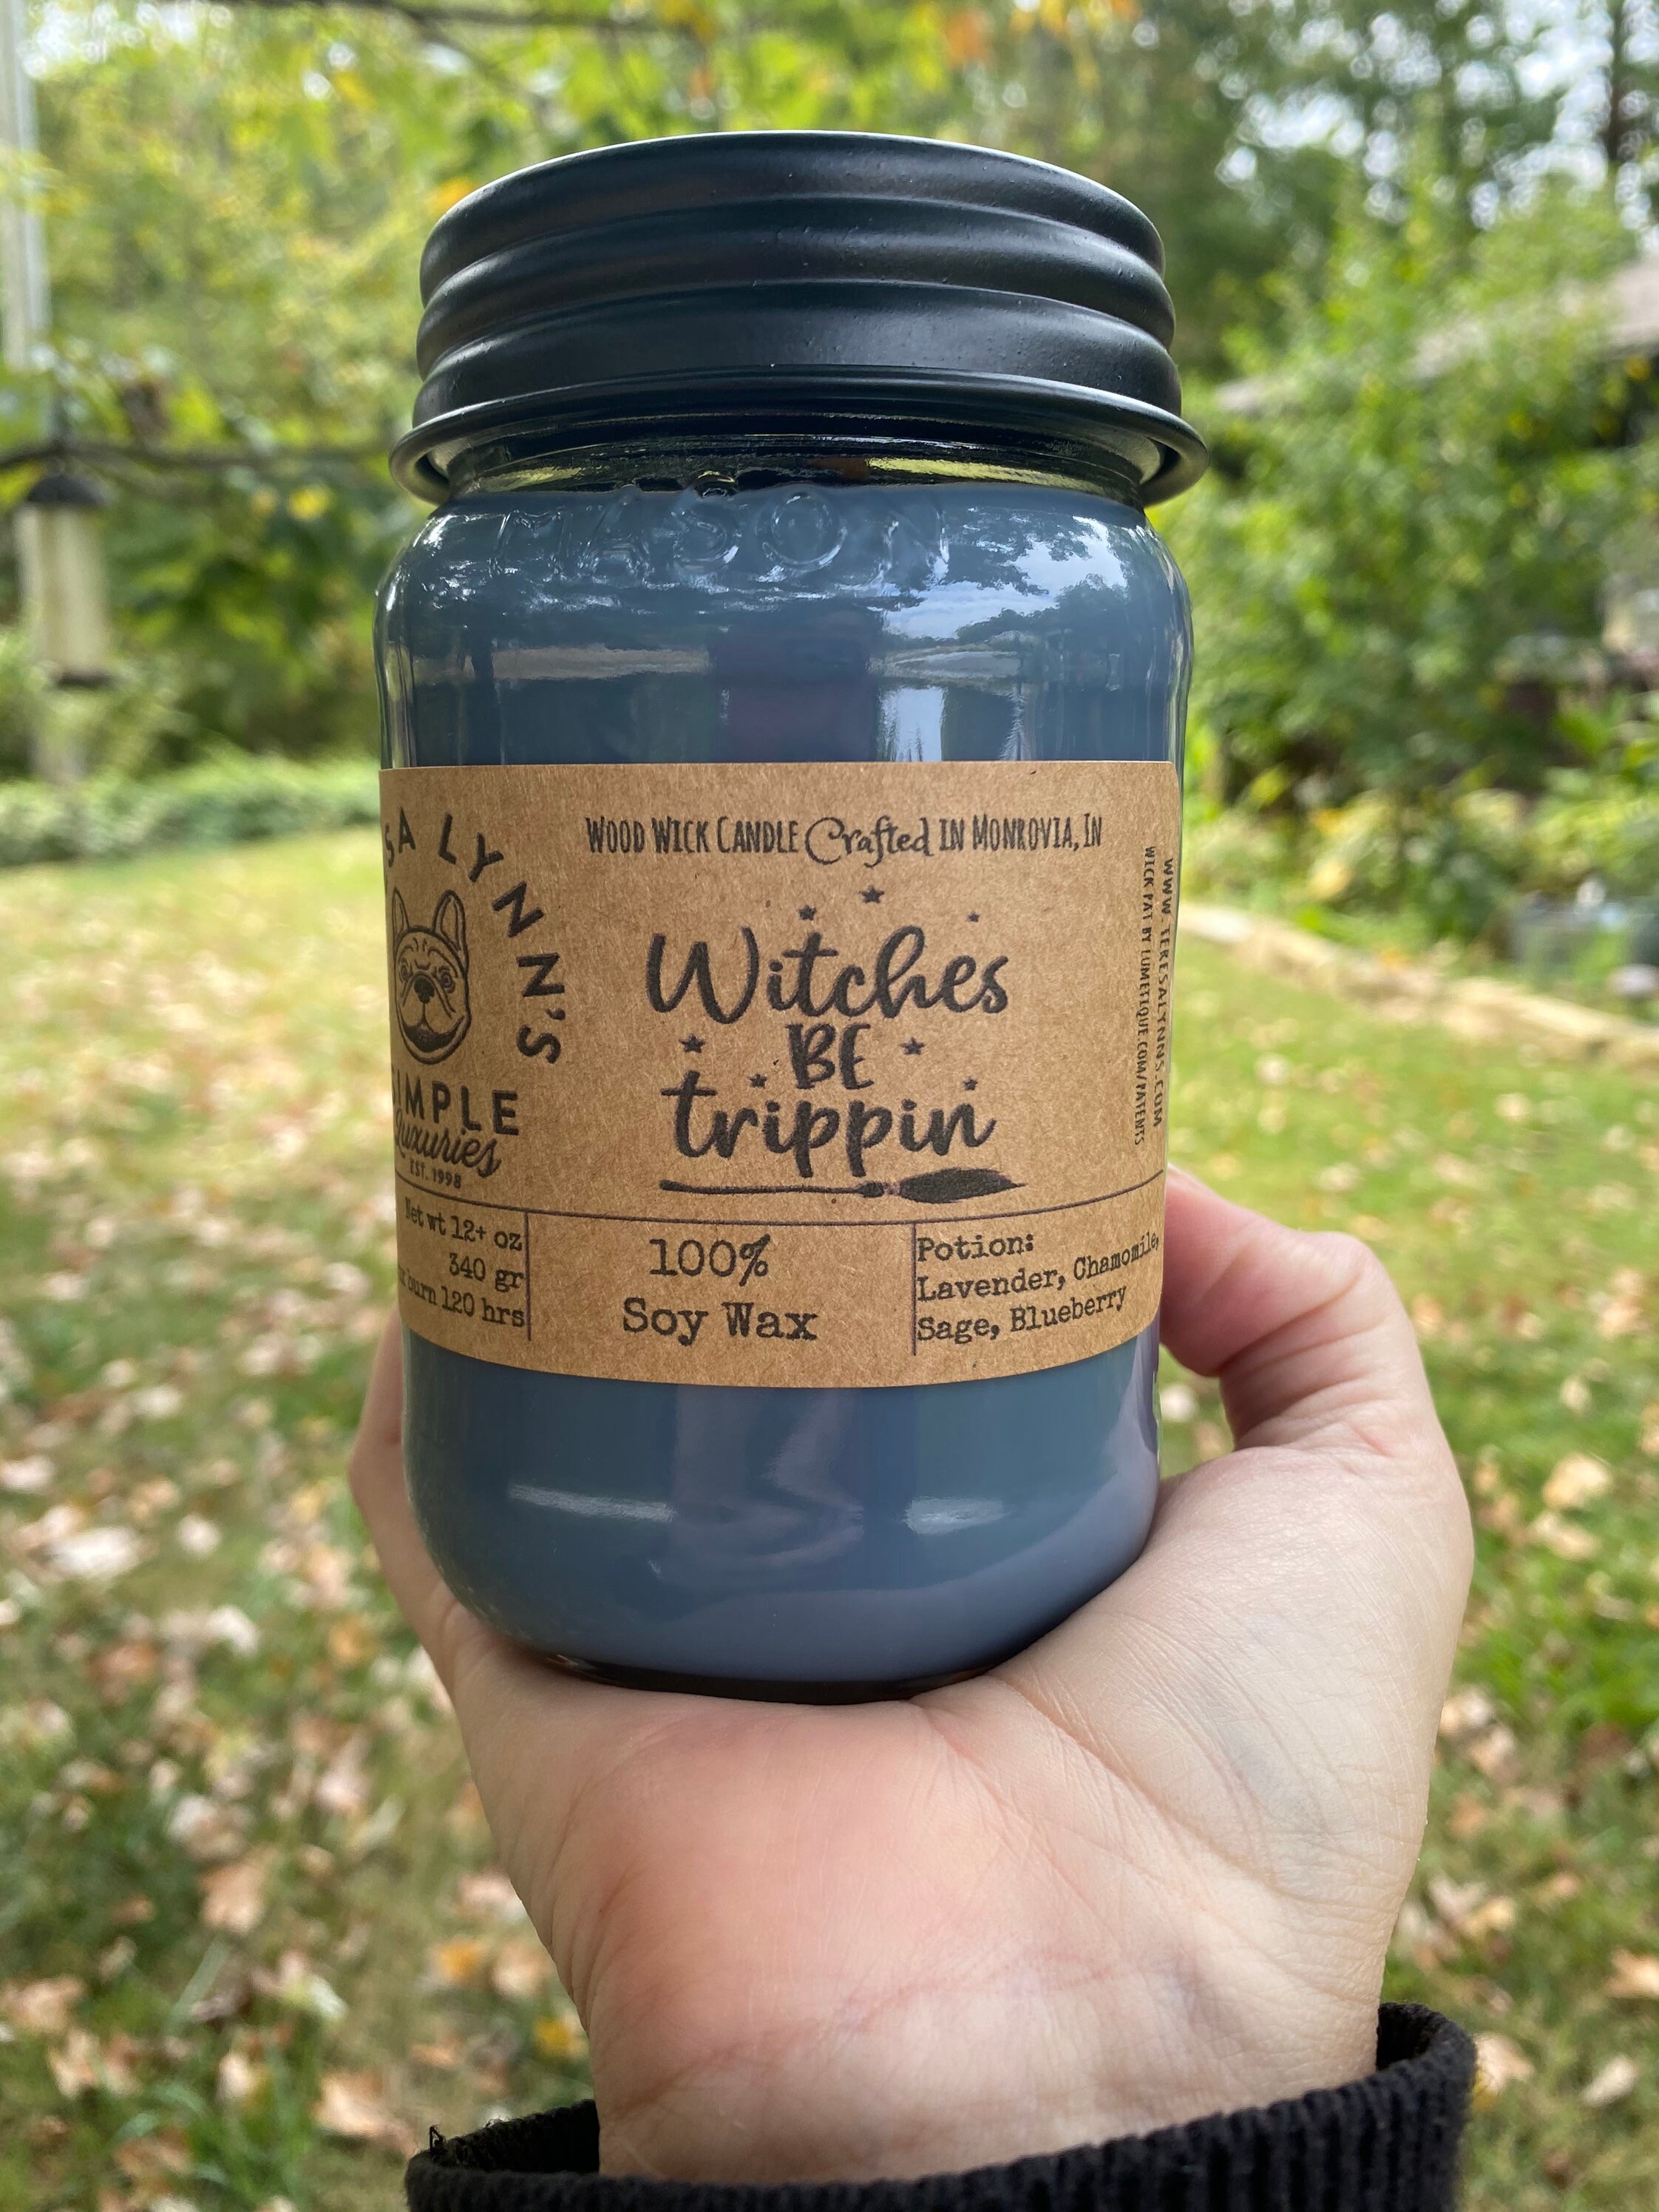 MASON
WOOD WICK CANDLE Crafted IN MONROVIA, IN
SA LYNN'S
SIMPLE
Luxuries
EST. 1998
Witches
BE
trippin
WWW.TERESALYNNS.COM
WICK PAT BY LUMETIQUE.COM/PATENTS
Net wt 12+ oz
340 gr
burn 120 hrs
100%
Soy Wax
Potion:
Lavender, Chamomile,
Sage, Blueberry